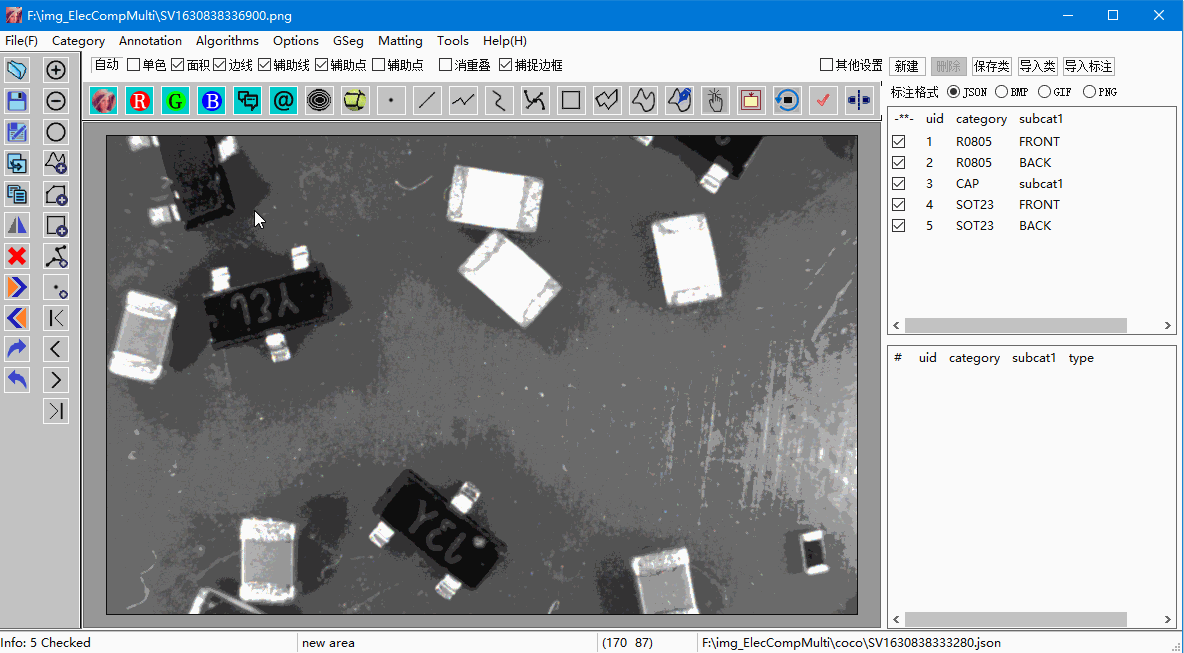 F:\img_ElecCompMulti\SV1630838336900.png
File(F) Category Annotation Algorithms Options GSeg Matting Tools Help(H)
自动 单色 面积 边线 辅助线 辅助点 辅助点 消重叠 捕捉边框 其他设置 新建 删除 保存类 导入类 导入标注
R G B @
标注格式 JSON BMP GIF PNG
-**- uid category subcat1
1 R0805 FRONT
2 R0805 BACK
3 CAP subcat1
4 SOT23 FRONT
5 SOT23 BACK
# uid category subcat1 type
Info: 5 Checked new area (170 87) F:\img_ElecCompMulti\coco\SV1630838333280.json